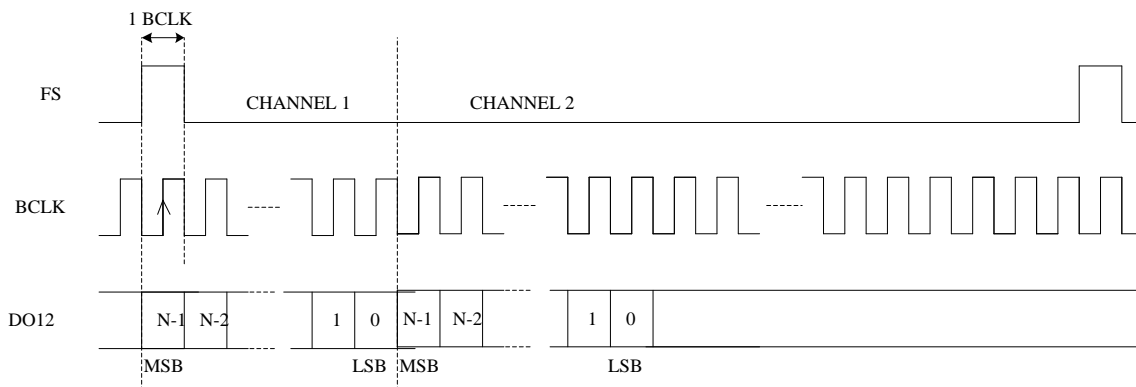 1 BCLK
FS
CHANNEL 1
CHANNEL 2
BCLK
DO12
N-1
N-2
1
0
N-1
N-2
1
0
MSB
LSB
MSB
LSB